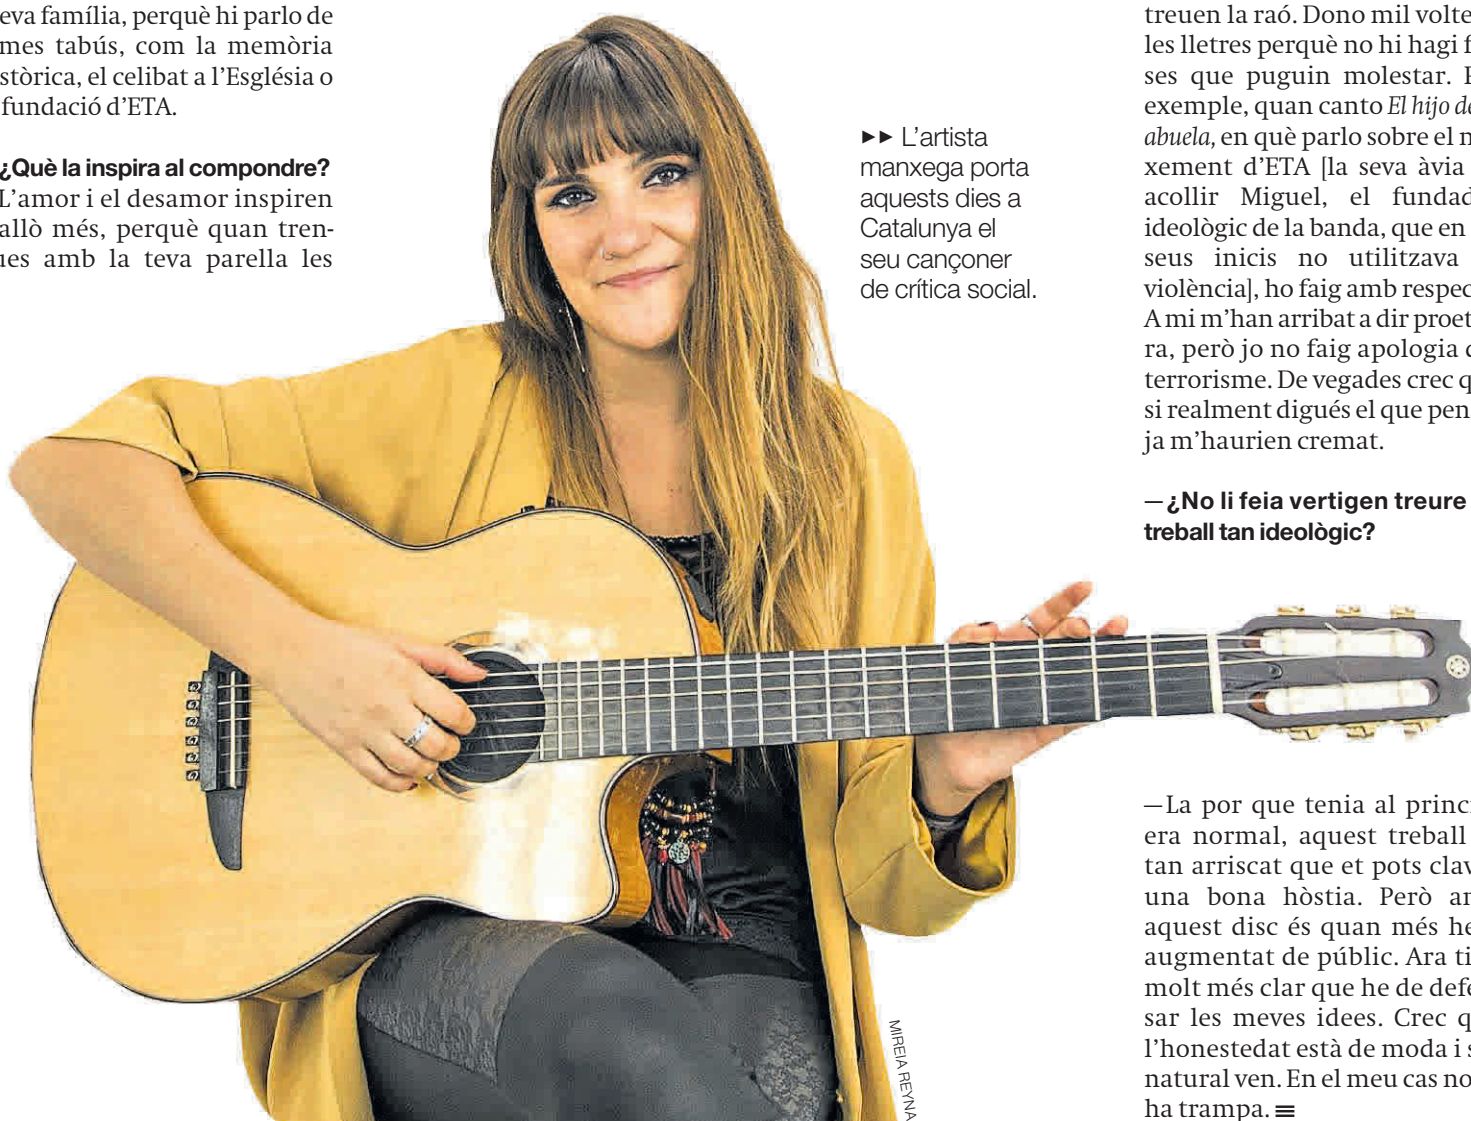 eva família, perquè hi parlo de
mes tabús, com la memòria
stòrica, el celibat a l’Església o
fundació d’ETA.
¿Què la inspira al compondre?
L’amor i el desamor inspiren
allò més, perquè quan tren-
ues amb la teva parella les
►► L’artista
manxega porta
aquests dies a
Catalunya el
seu cançoner
de crítica social.
treuen la raó. Dono mil volte
les lletres perquè no hi hagi f
ses que puguin molestar. P
exemple, quan canto El hijo de
abuela, en què parlo sobre el n
xement d’ETA [la seva àvia
acollir Miguel, el fundad
ideològic de la banda, que en
seus inicis no utilitzava
violència], ho faig amb respec
A mi m’han arribat a dir proet
ra, però jo no faig apologia d
terrorisme. De vegades crec q
si realment digués el que pen
ja m’haurien cremat.
—¿No li feia vertigen treure
treball tan ideològic?
—La por que tenia al princi
era normal, aquest treball
tan arriscat que et pots clav
una bona hòstia. Però am
aquest disc és quan més he
augmentat de públic. Ara ti
molt més clar que he de defe
sar les meves idees. Crec q
l’honestedat està de moda i s
natural ven. En el meu cas no
ha trampa.
MIREIA REYNA